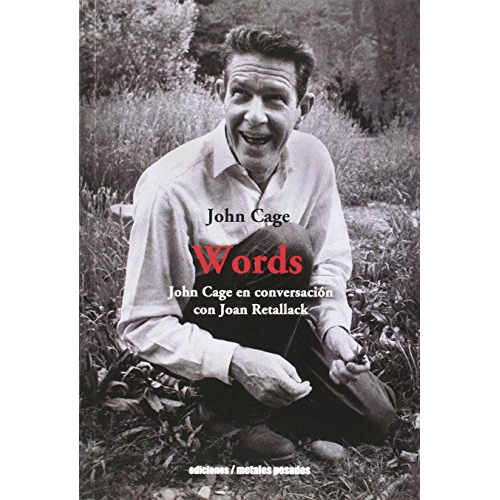 John Cage
Words
John Cage en conversación
con Joan Retallack
ediciones / metales pesados